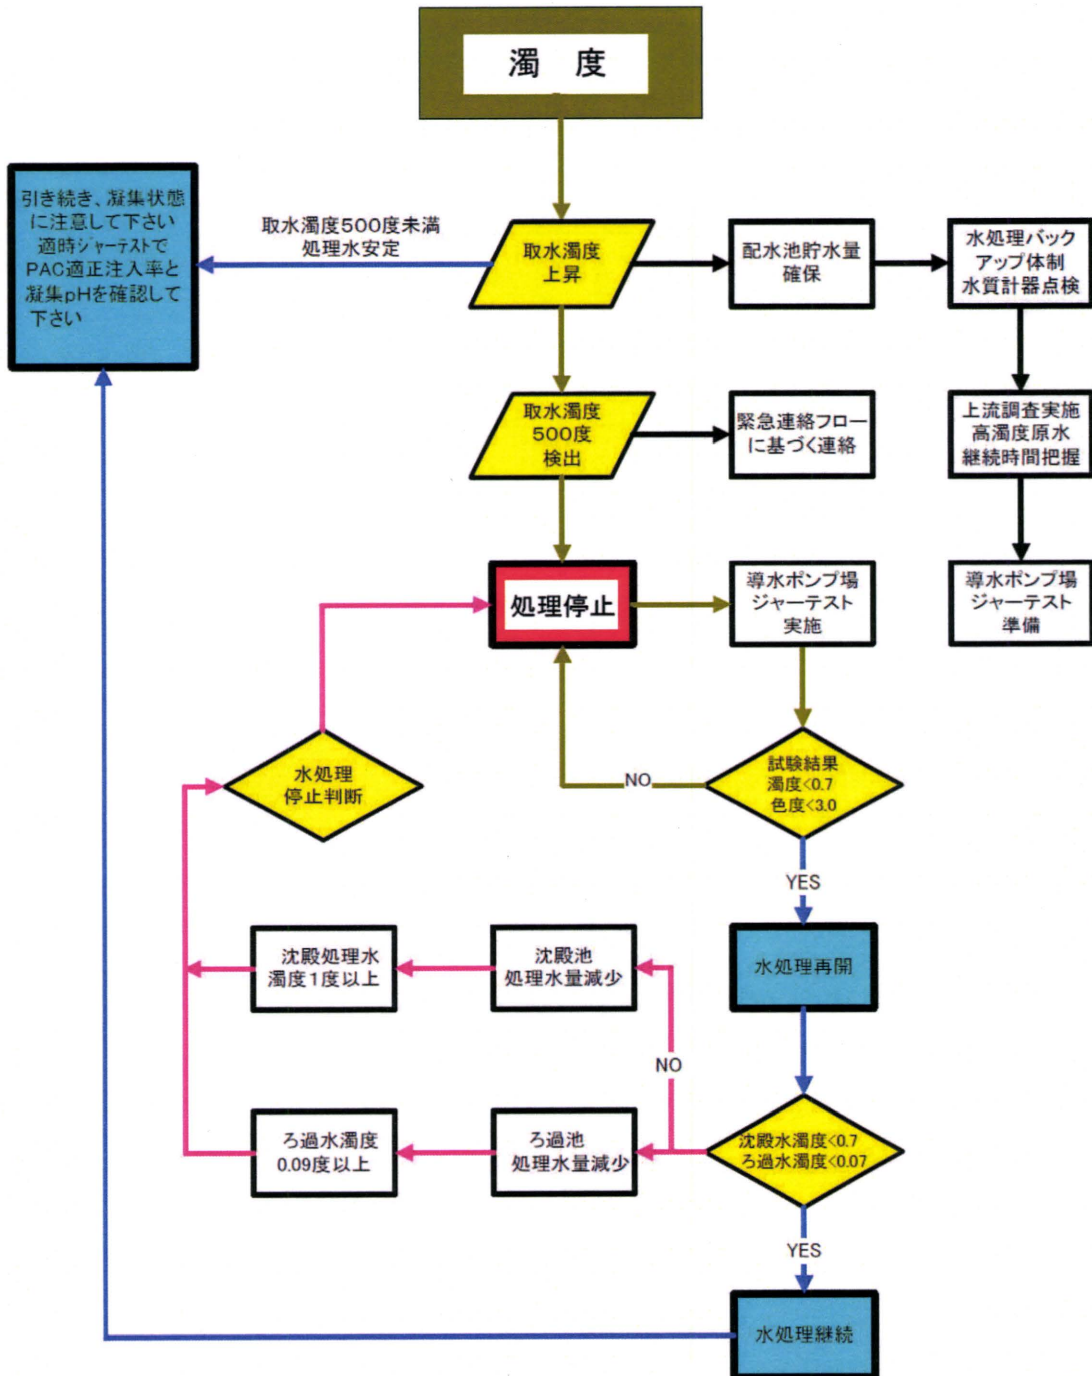 濁 度
引き続き、凝集状態
に注意して下さい
適時ジャーテストで
PAC適正注入率と
凝集pHを確認して
下さい
取水濁度500度未満
処理水安定
取水濁度
上昇
配水池貯水量
確保
水処理バック
アップ体制
水質計器点検
取水濁度
500度
検出
緊急連絡フロー
に基づく連絡
上流調査実施
高濁度原水
継続時間把握
処理停止
導水ポンプ場
ジャーテスト
実施
導水ポンプ場
ジャーテスト
準備
水処理
停止判断
NO
試験結果
濁度<0.7
色度<3.0
YES
沈殿処理水
濁度1度以上
沈殿池
処理水量減少
水処理再開
NO
ろ過水濁度
0.09度以上
ろ過池
処理水量減少
沈殿水濁度<0.7
ろ過水濁度<0.07
YES
水処理継続